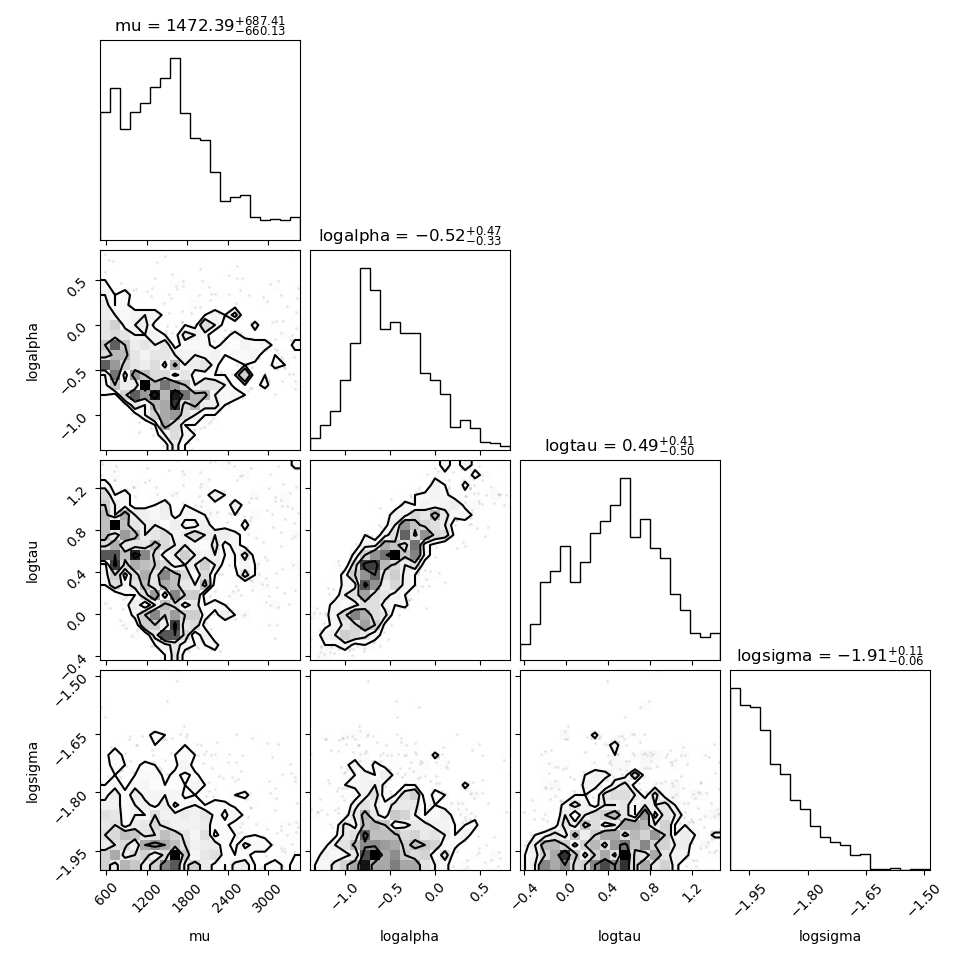 mu = 1472.39+687.41−660.13
logalpha = −0.52+0.47−0.33
0.5
0.0
−0.5
−1.0
logalpha
logtau = 0.49+0.41−0.50
1.2
0.8
0.4
0.0
−0.4
logtau
logsigma = −1.91+0.11−0.06
−1.50
−1.65
−1.80
−1.95
logsigma
600 1200 1800 2400 3000
−1.0 −0.5 0.0 0.5
−0.4 0.0 0.4 0.8 1.2
−1.95 −1.80 −1.65 −1.50
mu logalpha logtau logsigma